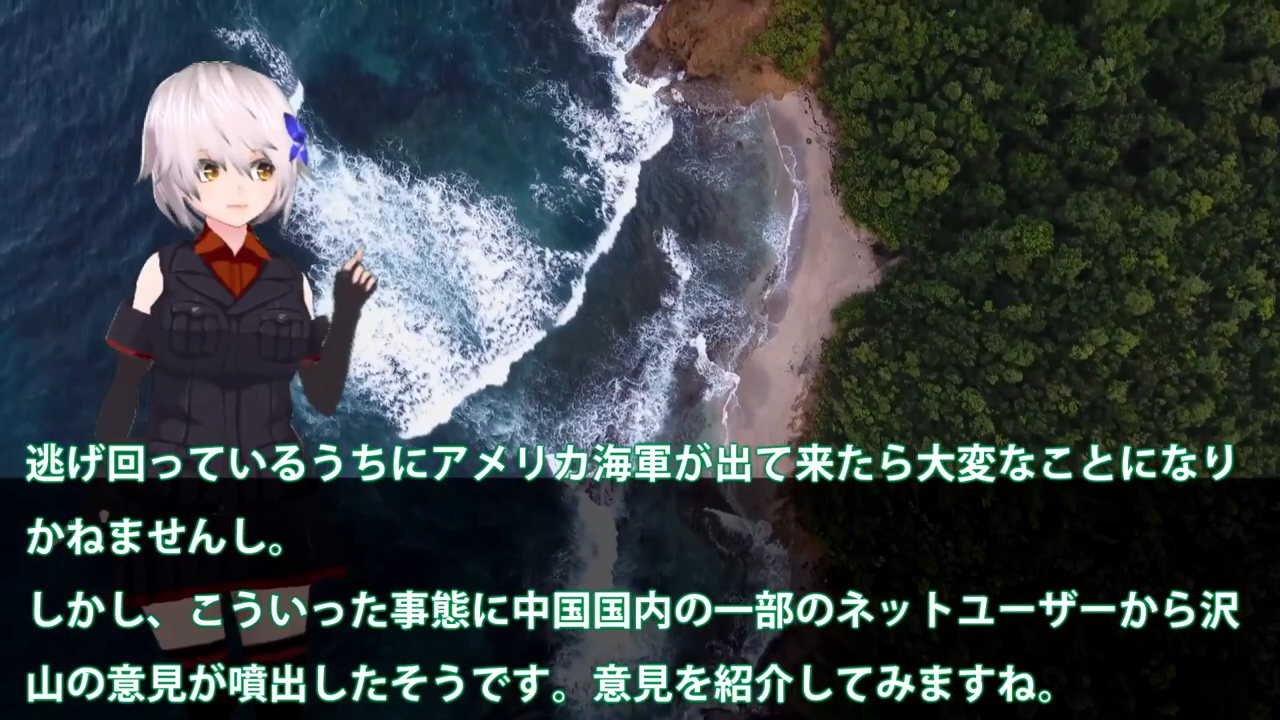 逃げ回っているうちにアメリカ海軍が出て来たら大変なことになり
かねませんし。
しかし、こういった事態に中国国内の一部のネットユーザーから沢
山の意見が噴出したそうです。意見を紹介してみますね。